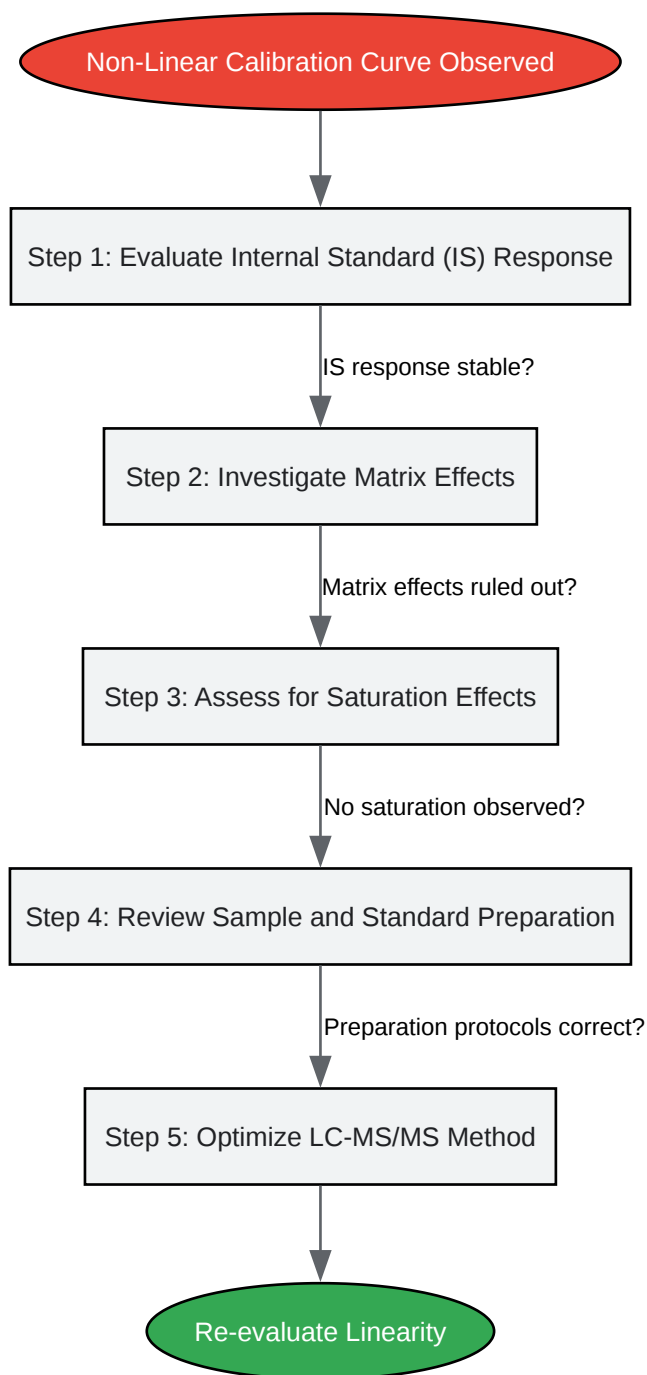 Non-Linear Calibration Curve Observed
Step 1: Evaluate Internal Standard (IS) Response
IS response stable?
Step 2: Investigate Matrix Effects
Matrix effects ruled out?
Step 3: Assess for Saturation Effects
No saturation observed?
Step 4: Review Sample and Standard Preparation
Preparation protocols correct?
Step 5: Optimize LC-MS/MS Method
Re-evaluate Linearity